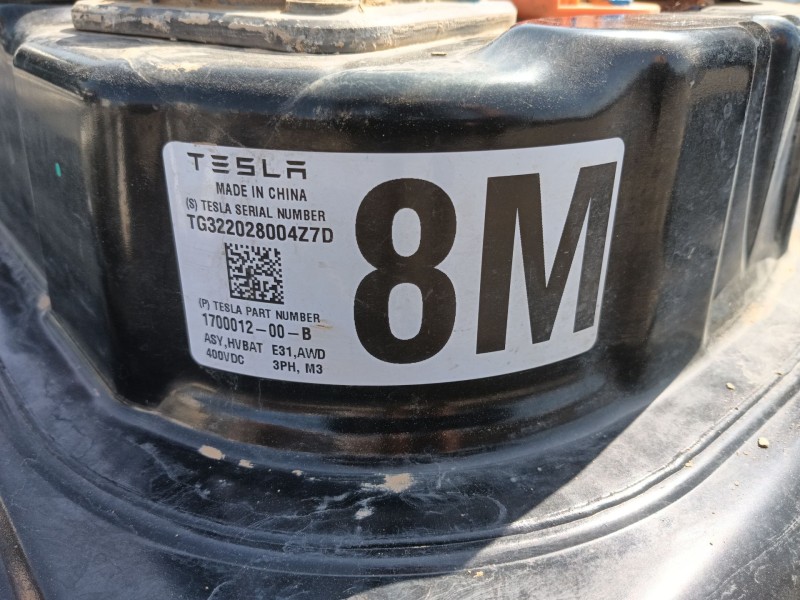 TESLA
MADE IN CHINA
(S) TESLA SERIAL NUMBER
TG322028004Z7D
(P) TESLA PART NUMBER
1700012-00-B
ASY,HVBAT E31,AWD
400VDC 3PH, M3
8M